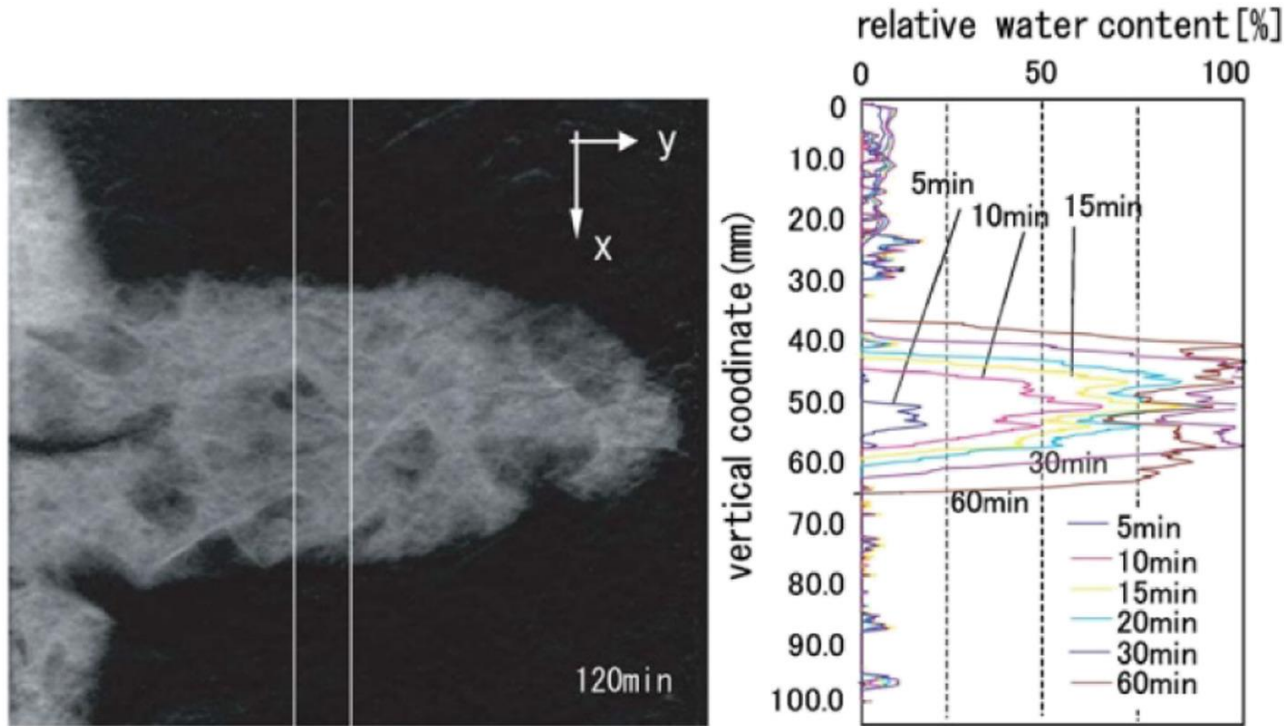 relative water content[%]
0 50 100
y
x
120min
vertical coodinate(mm)
0
10.0
20.0
30.0
40.0
50.0
60.0
70.0
80.0
90.0
100.0
5min
10min
15min
30min
60min
5min
10min
15min
20min
30min
60min